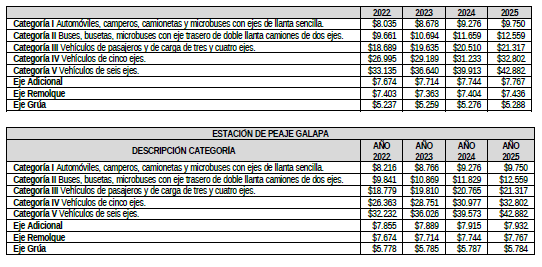 2022 2023 2024 2025
Categoría I Automóviles, camperos, camionetas y microbuses con ejes de llanta sencilla. $8.035 $8.678 $9.276 $9.750
Categoría II Buses, busetas, microbuses con eje trasero de doble llanta camiones de dos ejes. $9.661 $10.694 $11.659 $12.559
Categoría III Vehículos de pasajeros y de carga de tres y cuatro ejes. $18.689 $19.635 $20.510 $21.317
Categoría IV Vehículos de cinco ejes. $26.995 $29.189 $31.233 $32.802
Categoría V Vehículos de seis ejes. $33.135 $36.640 $39.913 $42.882
Eje Adicional $7.674 $7.714 $7.744 $7.767
Eje Remolque $7.403 $7.363 $7.404 $7.436
Eje Grúa $5.237 $5.259 $5.276 $5.288
ESTACIÓN DE PEAJE GALAPA
DESCRIPCIÓN CATEGORÍA AÑO 2022 AÑO 2023 AÑO 2024 AÑO 2025
Categoría I Automóviles, camperos, camionetas y microbuses con ejes de llanta sencilla. $8.216 $8.766 $9.276 $9.750
Categoría II Buses, busetas, microbuses con eje trasero de doble llanta camiones de dos ejes. $9.841 $10.869 $11.829 $12.559
Categoría III Vehículos de pasajeros y de carga de tres y cuatro ejes. $18.779 $19.810 $20.765 $21.317
Categoría IV Vehículos de cinco ejes. $26.363 $28.751 $30.977 $32.802
Categoría V Vehículos de seis ejes. $32.232 $36.026 $39.573 $42.882
Eje Adicional $7.855 $7.889 $7.915 $7.932
Eje Remolque $7.674 $7.714 $7.744 $7.767
Eje Grúa $5.778 $5.785 $5.787 $5.784